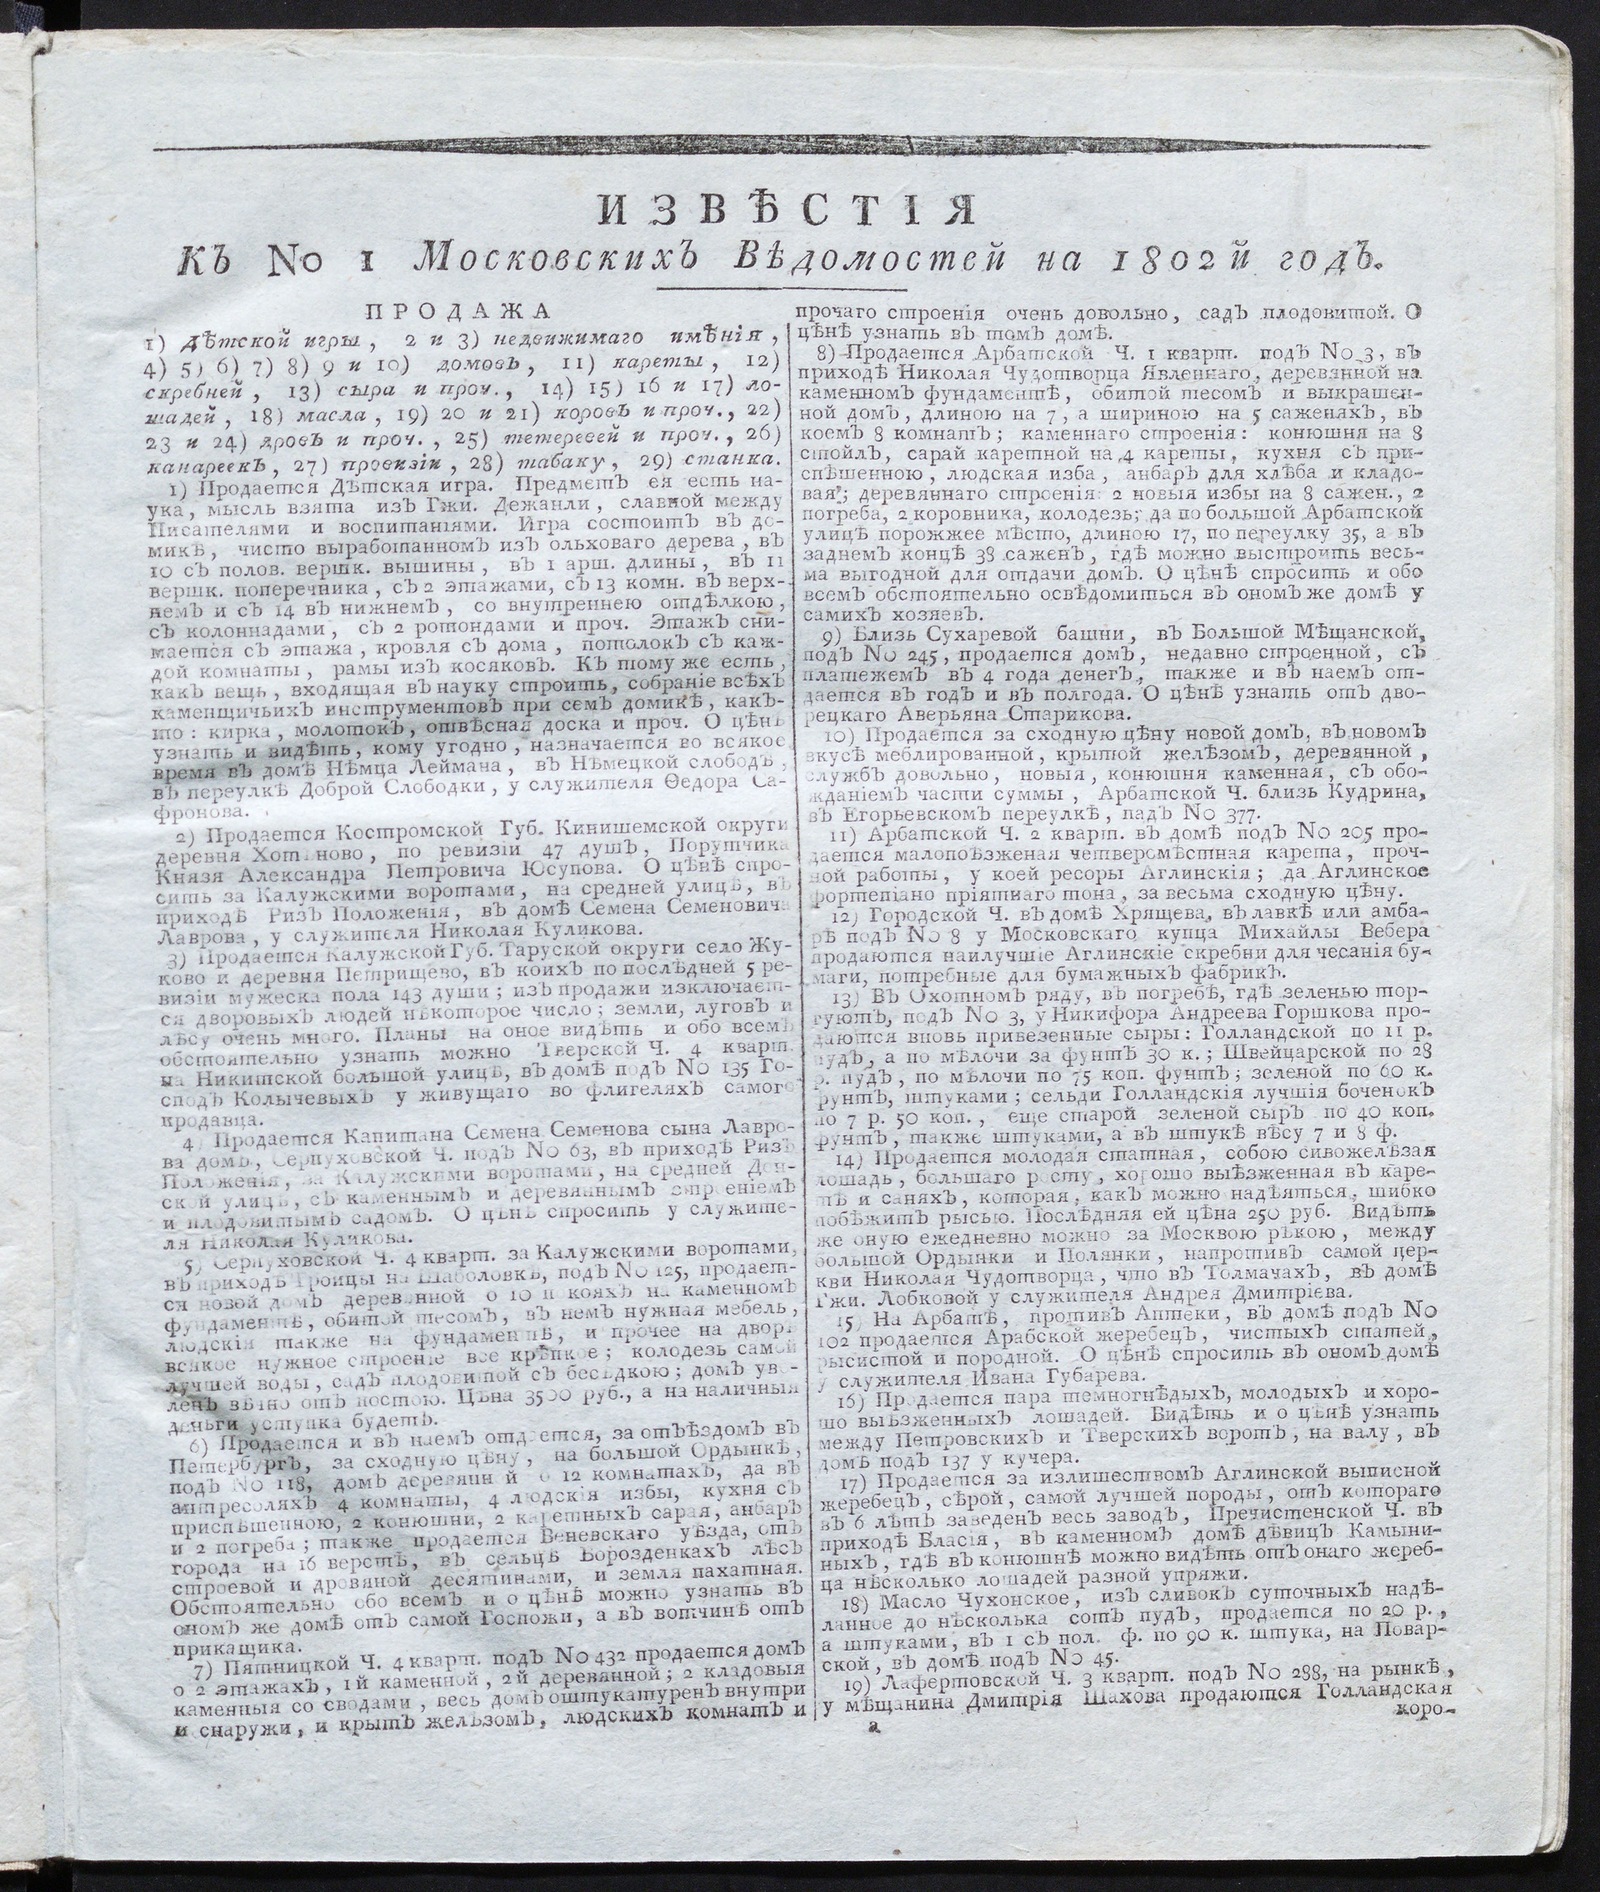 ИЗВѢСТІЯ
КЪ No 1 Московскихъ Вѣдомостей на 1802й годъ.
ПРОДАЖА
1) Дѣтской игры, 2 и 3) недвижимаго имѣнія,
4) 5) 6) 7) 8) 9 и 10) домовъ, 11) кареты, 12)
скребней, 13) сыра и проч., 14) 15) 16 и 17) ло-
шадей, 18) масла, 19) 20 и 21) коровъ и проч., 22)
23 и 24) дровъ и проч., 25) тетеревей и проч., 26)
канареекъ, 27) провизіи, 28) табаку, 29) станка.
1) Продается Дѣтская игра. Предметъ ея есть на-
ука, мысль взята изъ Гжи. Дежанли, славной между
Писателями и воспитаніями. Игра состоитъ въ до-
микѣ, чисто выработанномъ изъ ольховаго дерева, въ
10 съ полов. вершк. вышины, въ 1 арш. длины, въ 11
вершк. поперечника, съ 2 этажами, съ 13 комн. въ верх-
немъ и съ 14 въ нижнемъ, со внутреннею отдѣлкою,
съ колоннадами, съ 2 ротондами и проч. Этажъ сни-
мается съ этажа, кровля съ дома, потолокъ съ каж-
дой комнаты, рамы изъ косяковъ. Къ тому же есть,
какъ вещь, входящая въ науку строить, собраніе всѣхъ
каменщичьихъ инструментовъ при семъ домикѣ, какъ-
то: кирка, молотокъ, отвѣсная доска и проч. О цѣнѣ
узнать и видѣть, кому угодно, назначается во всякое
время въ домѣ Нѣмца Леймана, въ Нѣмецкой слободѣ,
въ переулкѣ Доброй Слободки, у служителя Ѳедора Са-
фронова.
2) Продается Костромской Губ. Кинишемской округи
деревня Хотѣново, по ревизіи 47 душъ, Порутчика
Князя Александра Петровича Юсупова. О цѣнѣ спро-
сить за Калужскими воротами, на средней улицѣ, въ
приходѣ Ризъ Положенія, въ домѣ Семена Семеновича
Лаврова, у служителя Николая Куликова.
3) Продается Калужской Губ. Таруской округи село Жу-
ково и деревня Петрищево, въ коихъ по послѣдней 5 ре-
визіи мужеска пола 143 души; изъ продажи изключает-
ся дворовыхъ людей нѣкоторое число; земли, луговъ и
лѣсу очень много. Планы на оное видѣть и обо всемъ
обстоятельно узнать можно Тверской Ч. 4 кварт.
на Никитской большой улицѣ, въ домѣ подъ No 135 Го-
сподъ Колычевыхъ у живущаго во флигеляхъ самого
продавца.
4) Продается Капитана Семена Семенова сына Лавро-
ва домъ, Серпуховской Ч. подъ No 63, въ приходѣ Ризъ
Положенія, за Калужскими воротами, на средней Дон-
ской улицѣ, съ каменнымъ и деревяннымъ строеніемъ
и плодовитымъ садомъ. О цѣнѣ спросить у служите-
ля Николая Куликова.
5) Серпуховской Ч. 4 кварт. за Калужскими воротами,
въ приходѣ Троицы на Шаболовкѣ, подъ No 125, продает-
ся новой домъ деревянной о 10 покояхъ на каменномъ
фундаментѣ, обитой тесомъ, въ немъ нужная мебель,
людскія также на фундаментѣ, и прочее на дворѣ
всякое нужное строеніе все крѣпкое; колодезь самой
лучшей воды, садъ плодовитой съ бесѣдкою; домъ уво-
ленъ вѣчно отъ постою. Цѣна 3500 руб., а на наличныя
деньги уступка будетъ.
6) Продается и въ наемъ отдается, за отъѣздомъ въ
Петербургъ, за сходную цѣну, на большой Ордынкѣ,
подъ No 118, домъ деревянной о 12 комнатахъ, да въ
антресоляхъ 4 комнаты, 4 людскія избы, кухня съ
приспѣшенною, 2 конюшни, 2 каретныхъ сарая, анбаръ
и 2 погреба; также продается Веневскаго уѣзда, отъ
города на 16 верстъ, въ сельцѣ Борозденкахъ лѣсъ
строевой и дровяной десятинами, и земля пахатная.
Обстоятельно обо всемъ и о цѣнѣ можно узнать въ
ономъ же домѣ отъ самой Госпожи, а въ вотчинѣ отъ
прикащика.
7) Пятницкой Ч. 4 кварт. подъ No 432 продается домъ
о 2 этажахъ, 1й каменной, 2й деревянной; 2 кладовыя
каменныя со сводами, весь домъ оштукатуренъ внутри
и снаружи, и крытъ желѣзомъ, людскихъ комнатъ и
прочаго строенія очень довольно, садъ плодовитой. О
цѣнѣ узнать въ томъ домѣ.
8) Продается Арбатской Ч. 1 кварт. подъ No 3, въ
приходѣ Николая Чудотворца Явленнаго, деревянной на
каменномъ фундаментѣ, обитой тесомъ и выкрашен-
ной домъ, длиною на 7, а шириною на 5 саженяхъ, въ
коемъ 8 комнатъ; каменнаго строенія: конюшня на 8
стойлъ, сарай каретной на 4 кареты, кухня съ при-
спѣшенною, людская изба, анбаръ для хлѣба и кладо-
вая; деревяннаго строенія: 2 новыя избы на 8 сажен., 2
погреба, 2 коровника, колодезь; да по большой Арбатской
улицѣ порожжее мѣсто, длиною 17, по переулку 35, а въ
заднемъ концѣ 38 саженъ, гдѣ можно выстроить весь-
ма выгодной для отдачи домъ. О цѣнѣ спросить и обо
всемъ обстоятельно освѣдомиться въ ономъ же домѣ у
самихъ хозяевъ.
9) Близь Сухаревой башни, въ Большой Мѣщанской,
подъ No 245, продается домъ, недавно строенной, съ
платежемъ въ 4 года денегъ, также и въ наемъ от-
дается въ годъ и въ полгода. О цѣнѣ узнать отъ дво-
рецкаго Аверьяна Старикова.
10) Продается за сходную цѣну новой домъ, въ новомъ
вкусѣ меблированной, крытой желѣзомъ, деревянной,
службъ довольно, новыя, конюшня каменная, съ обо-
жданіемъ части суммы, Арбатской Ч. близь Кудрина,
въ Егорьевскомъ переулкѣ, падъ No 377.
11) Арбатской Ч. 2 кварт. въ домѣ подъ No 205 про-
дается малопоѣзженая четверомѣстная карета, проч-
ной работы, у коей ресоры Аглинскія; да Аглинское
фортепіано пріятнаго тона, за весьма сходную цѣну.
12) Городской Ч. въ домѣ Хрящева, въ лавкѣ или амба-
рѣ подъ No 8 у Московскаго купца Михайлы Вебера
продаются наилучшіе Аглинскіе скребни для чесанія бу-
маги, потребные для бумажныхъ фабрикъ.
13) Въ Охотномъ ряду, въ погребѣ, гдѣ зеленью тор-
гуютъ, подъ No 3, у Никифора Андреева Горшкова про-
даются вновь привезенные сыры: Голландской по 11 р.
пудъ, а по мѣлочи за фунтъ 30 к.; Швейцарской по 28
р. пудъ, по мѣлочи по 75 коп. фунтъ; зеленой по 60 к.
фунтъ, штуками; сельди Голландскія лучшія боченокъ
по 7 р. 50 коп., еще старой зеленой сыръ по 40 коп.
фунтъ, также штуками, а въ штукѣ вѣсу 7 и 8 ф.
14) Продается молодая статная, собою сивожелѣзая
лошадь, большаго росту, хорошо выѣзженная въ каре-
тѣ и саняхъ, которая, какъ можно надѣяться, шибко
побѣжитъ рысью. Послѣдняя ей цѣна 250 руб. Видѣть
же оную ежедневно можно за Москвою рѣкою, между
большой Ордынки и Полянки, напротивъ самой цер-
кви Николая Чудотворца, что въ Толмачахъ, въ домѣ
Гжи. Лобковой у служителя Андрея Дмитріева.
15) На Арбатѣ, противъ Аптеки, въ домѣ подъ No
102 продается Арабской жеребецъ, чистыхъ статей,
рысистой и породной. О цѣнѣ спросить въ ономъ домѣ
у служителя Ивана Губарева.
16) Продается пара темногнѣдыхъ, молодыхъ и хоро-
шо выѣзженныхъ лошадей. Видѣть и о цѣнѣ узнать
между Петровскихъ и Тверскихъ воротъ, на валу, въ
домѣ подъ 137 у кучера.
17) Продается за излишествомъ Аглинской выписной
жеребецъ, сѣрой, самой лучшей породы, отъ котораго
въ 6 лѣтъ заведенъ весь заводъ, Пречистенской Ч. въ
приходѣ Власія, въ каменномъ домѣ дѣвицъ Камыни-
ныхъ, гдѣ въ конюшнѣ можно видѣть отъ онаго жереб-
ца нѣсколько лошадей разной упряжи.
18) Масло Чухонское, изъ сливокъ суточныхъ надѣ-
ланное до нѣсколька сотъ пудъ, продается по 20 р.,
а штуками, въ 1 съ пол. ф. по 90 к. штука, на Повар-
ской, въ домѣ подъ No 45.
19) Лафертовской Ч. 3 кварт. подъ No 288, на рынкѣ,
у мѣщанина Дмитрія Шахова продаются Голландская
а
коро-